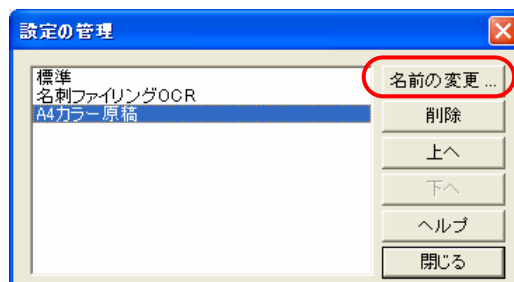 設定の管理
標準
名刺ファイリングOCR
A4カラー原稿
名前の変更 ...
削除
上へ
下へ
ヘルプ
閉じる